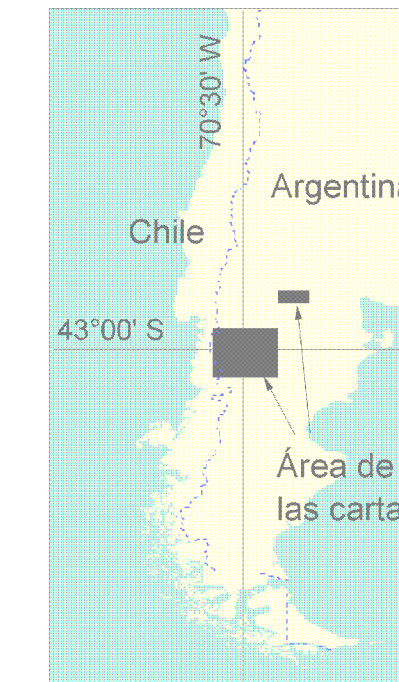 70°30' W
Argentina
Chile
43°00' S
Área de
las carta